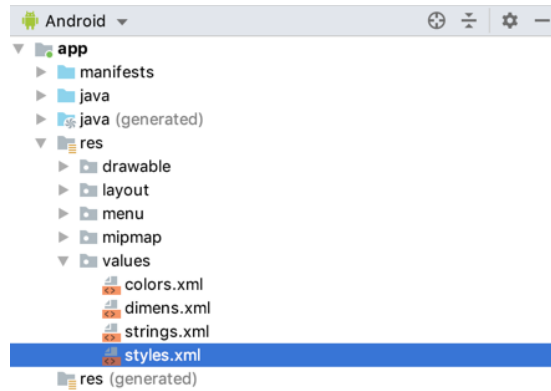 Android
app
manifests
java
java (generated)
res
drawable
layout
menu
mipmap
values
colors.xml
dimens.xml
strings.xml
styles.xml
res (generated)